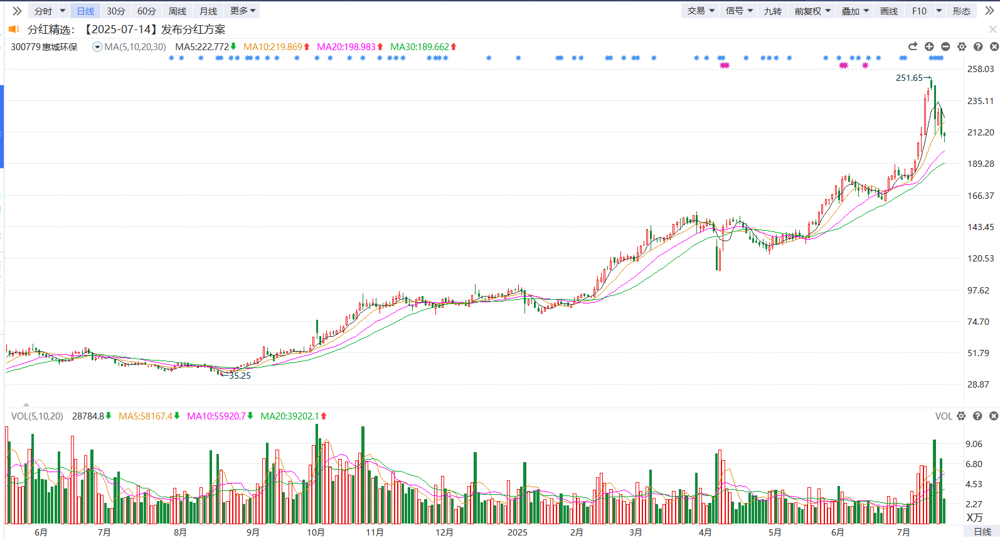 分时 日线 30分 60分 周线 月线 更多 交易 信号 九转 前复权 叠加 画线 F10 形态
分红精选：【2025-07-14】发布分红方案
300779惠城环保 MA(5,10,20,30) MA5:222.772 MA10:219.869 MA20:198.983 MA30:189.662
258.03
251.65
235.11
212.20
189.28
166.37
143.45
120.53
97.62
74.70
51.79
35.25
28.87
VOL(5,10,20) 28784.8 MA5:58167.4 MA10:55920.7 MA20:39202.1 VOL
9.06
6.80
4.53
2.27
X万
6月 7月 8月 9月 10月 11月 12月 2025 2月 3月 4月 5月 6月 7月 日线